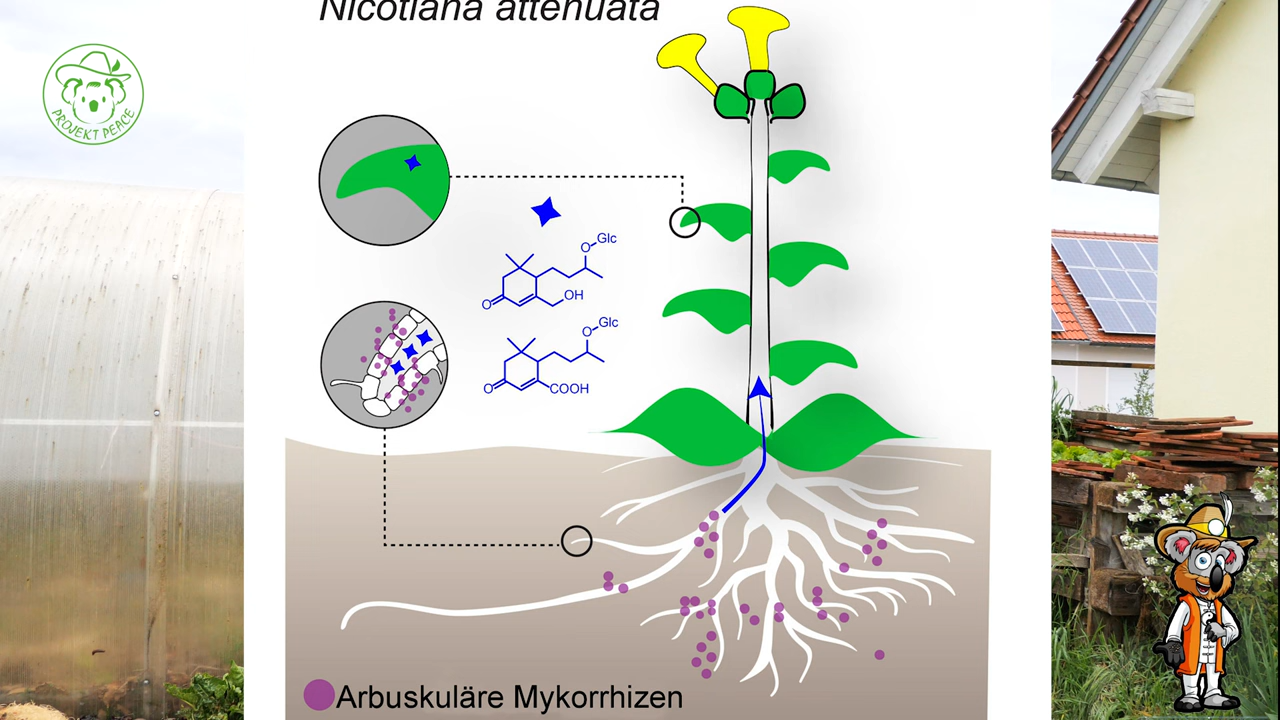 Nicotiana attenuata
PROJEKT PEACE
O
Glc
O
OH
O
Glc
O
COOH
Arbuskuläre Mykorrhizen